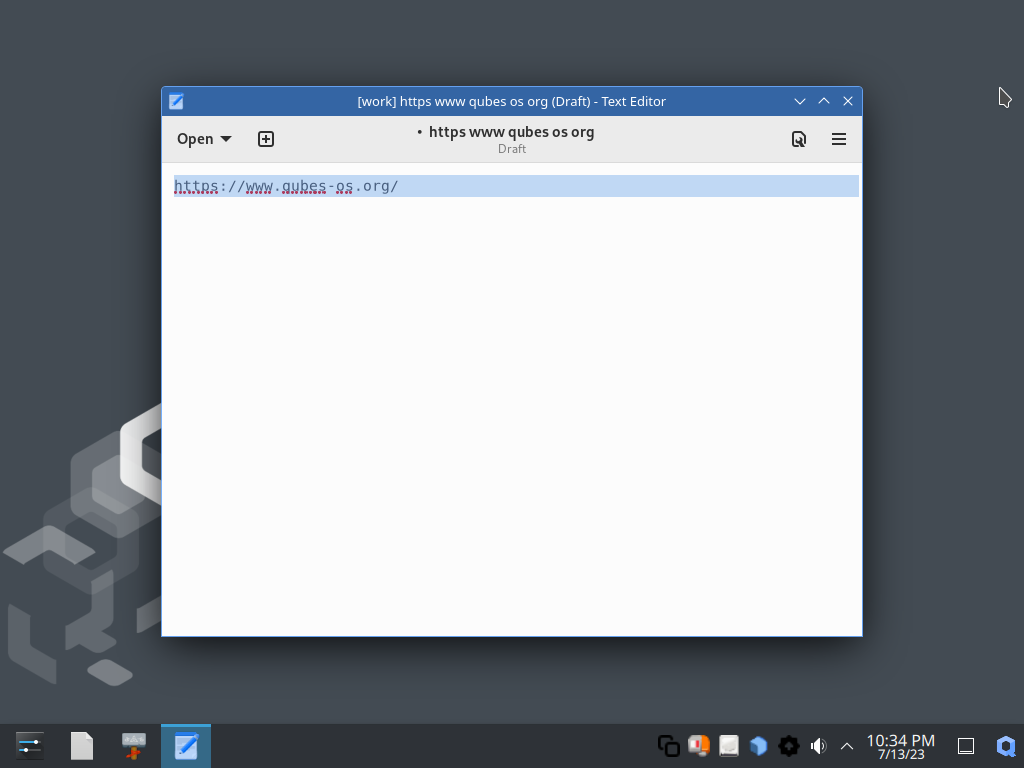 [work] https www qubes os org (Draft) - Text Editor
Open
• https www qubes os org
Draft
https://www.qubes-os.org/
10:34 PM
7/13/23